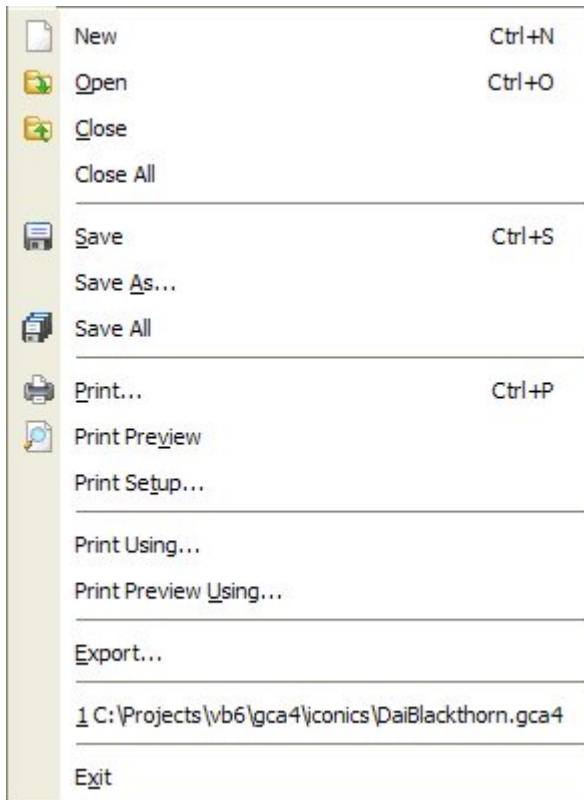 New Ctrl+N
Open Ctrl+O
Close
Close All
Save Ctrl+S
Save As...
Save All
Print... Ctrl+P
Print Preview
Print Setup...
Print Using...
Print Preview Using...
Export...
1 C:\Projects\vb6\gca4\iconics\DaiBlackthorn.gca4
Exit